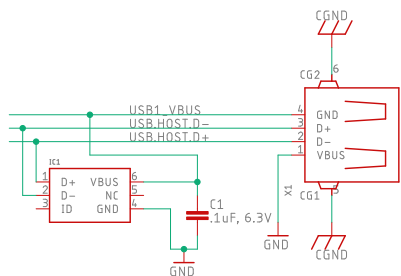 CGND
CG2
6
USB1_VBUS
USB.HOST.D-
USB.HOST.D+
4
3
2
1
GND
D+
D-
VBUS
IC1
1
2
3
D+
D-
ID
VBUS
NC
GND
6
5
4
X1
CG1
5
C1
.1uF, 6.3V
GND
CGND
GND